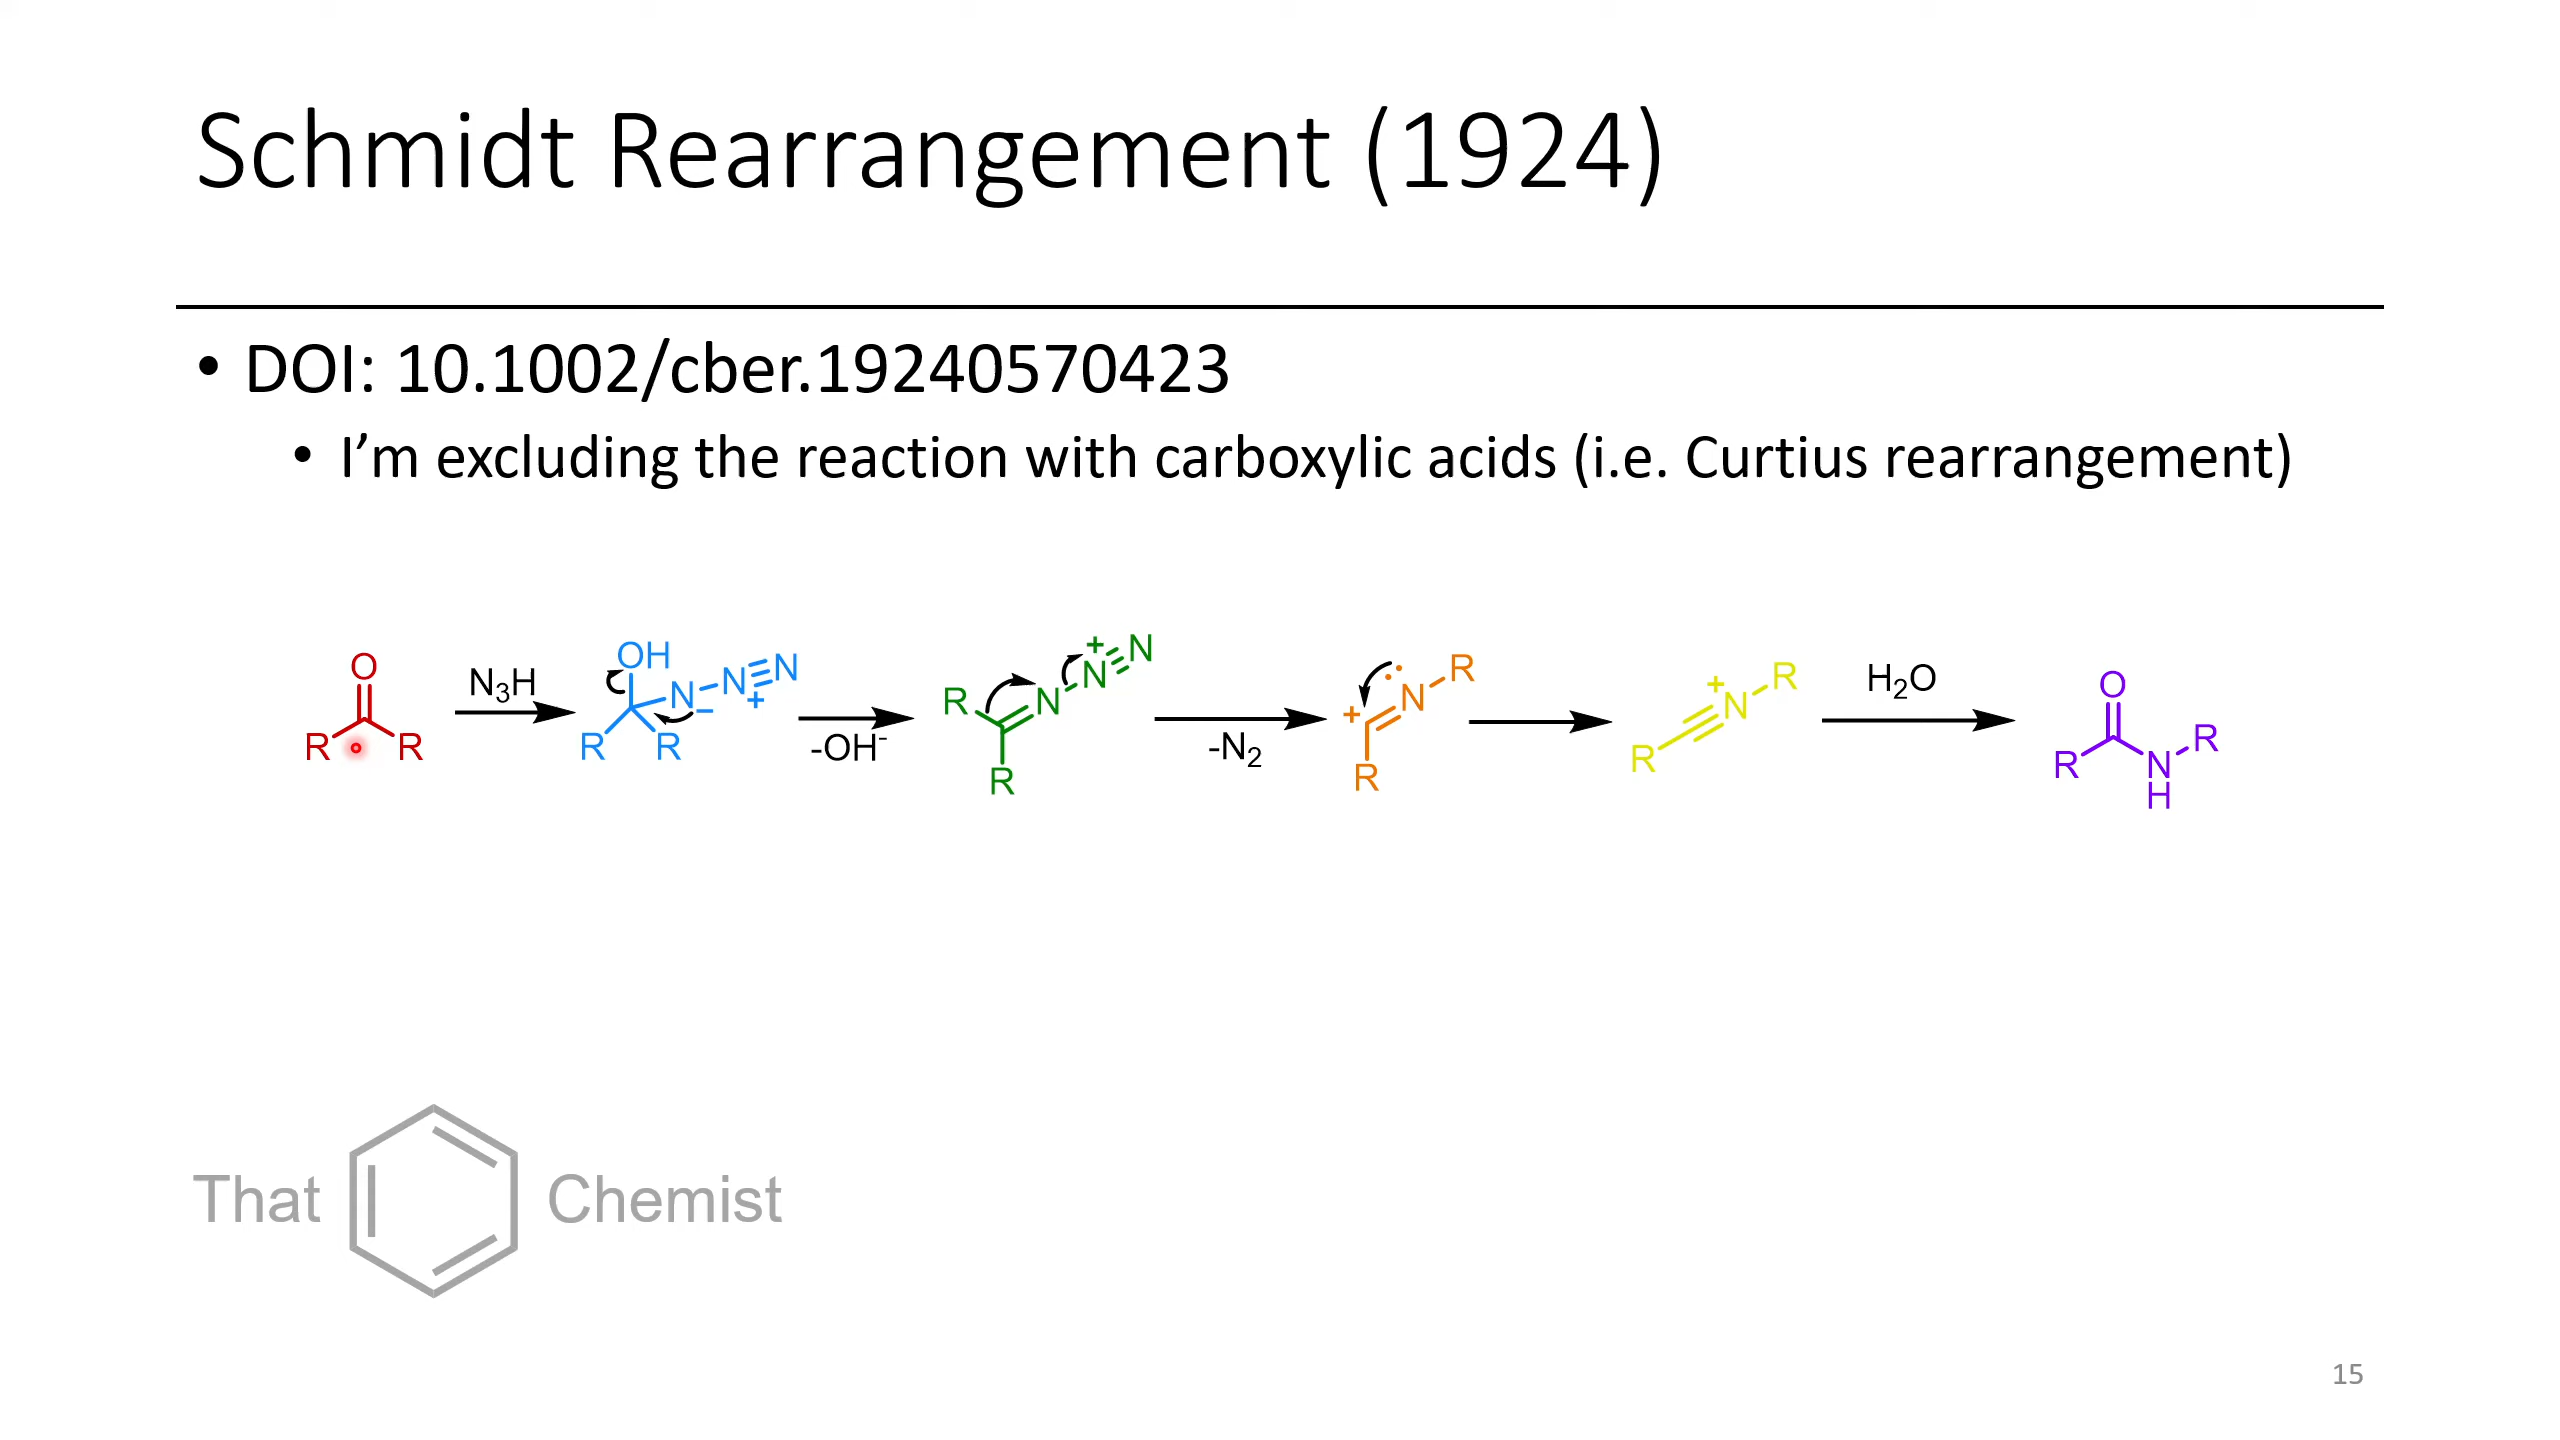 Schmidt Rearrangement (1924)
• DOI: 10.1002/cber.19240570423
• I'm excluding the reaction with carboxylic acids (i.e. Curtius rearrangement)
O
R R
N₃H
OH
N − N + N
R R
-OH⁻
R N N + N
R
-N₂
+ N : R
R
R N + R
H₂O
O
R N R
H
That Chemist
15